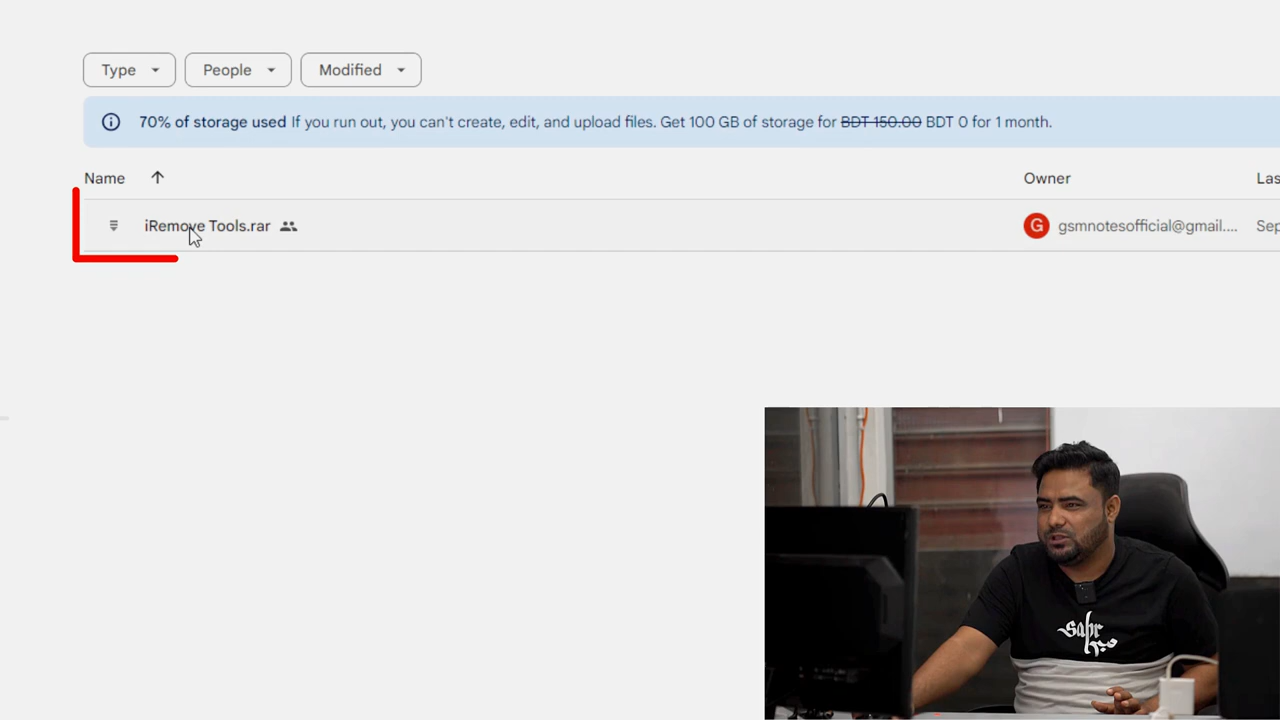 Type People Modified
70% of storage used If you run out, you can't create, edit, and upload files. Get 100 GB of storage for BDT 150.00 BDT 0 for 1 month.
Name Owner Las
iRemove Tools.rar G gsmnotesofficial@gmail.... Sep
sabr
صبر